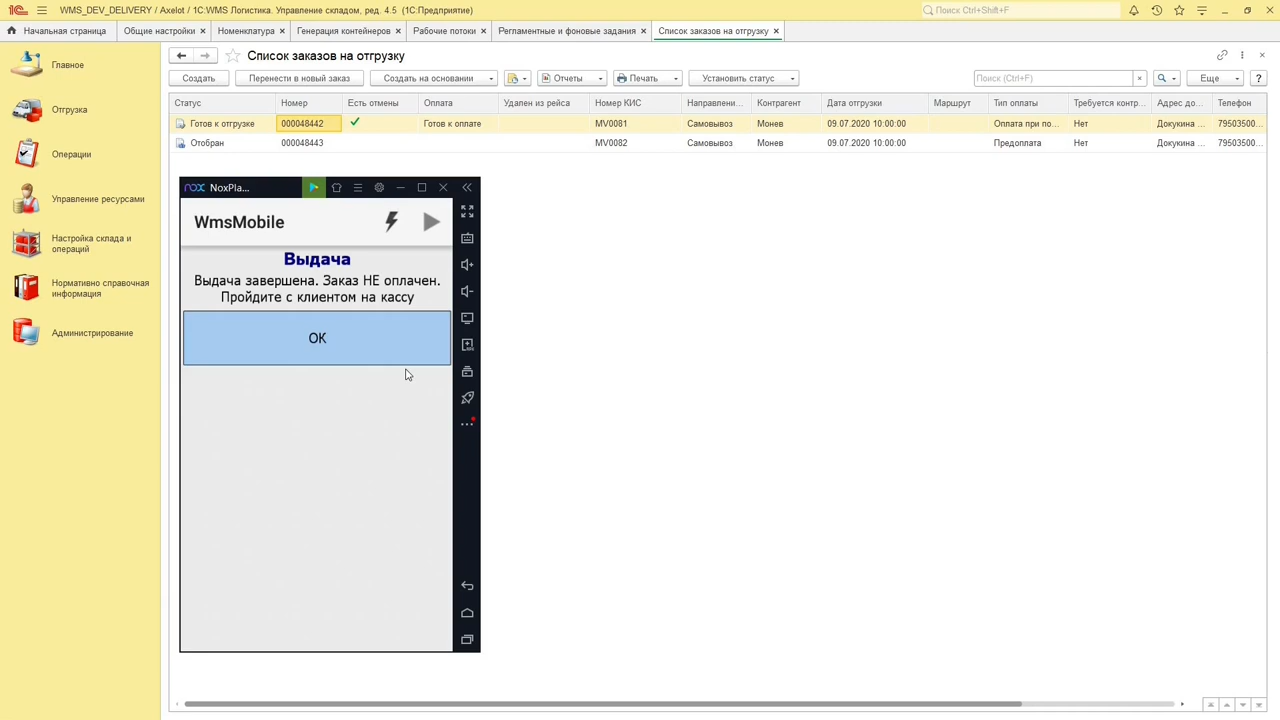 WMS_DEV_DELIVERY / Axelot / 1С:WMS Логистика. Управление складом, ред. 4.5 (1С:Предприятие)
Поиск Ctrl+Shift+F
Начальная страница
Общие настройки
Номенклатура
Генерация контейнеров
Рабочие потоки
Регламентные и фоновые задания
Список заказов на отгрузку
Главное
Отгрузка
Операции
Управление ресурсами
Настройка склада и операций
Нормативно справочная информация
Администрирование
Список заказов на отгрузку
Создать
Перенести в новый заказ
Создать на основании
Отчеты
Печать
Установить статус
Поиск (Ctrl+F)
Еще
?
Статус Номер Есть отмены Оплата Удален из рейса Номер КИС Направлени... Контрагент Дата отгрузки Маршрут Тип оплаты Требуется контр... Адрес до... Телефон
Готов к отгрузке 000048442 Готов к оплате MV0081 Самовывоз Монев 09.07.2020 10:00:00 Оплата при по... Нет Докукина ... 79503500...
Отобран 000048443 MV0082 Самовывоз Монев 09.07.2020 10:00:00 Предоплата Нет Докукина ... 79503500...
nox NoxPla...
WmsMobile
Выдача
Выдача завершена. Заказ НЕ оплачен.
Пройдите с клиентом на кассу
ОК